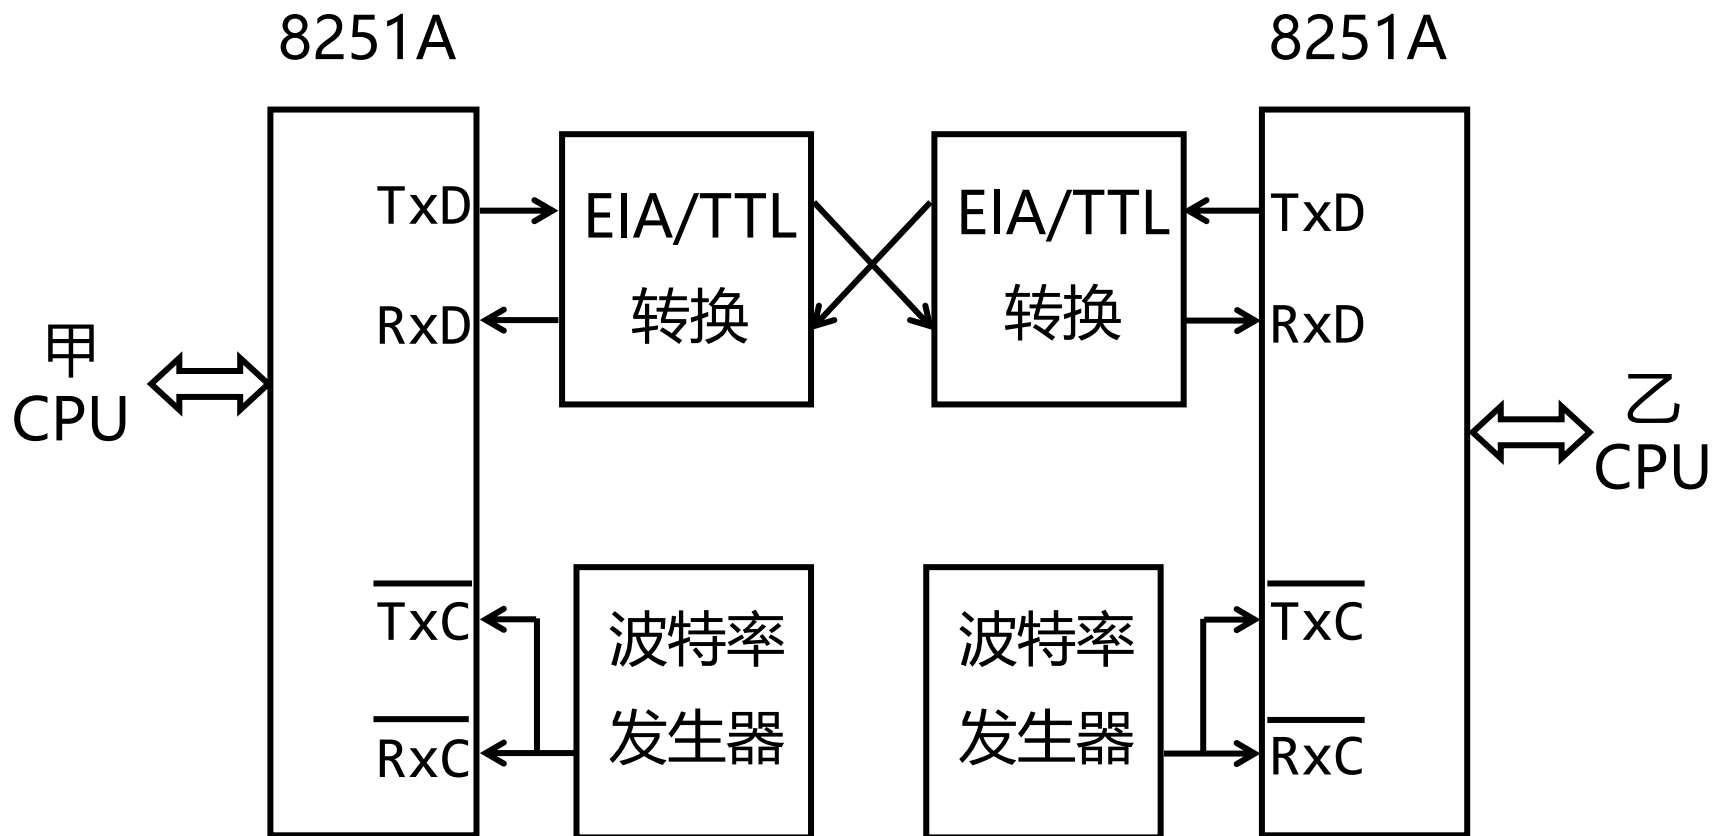 8251A
8251A
TxD
EIA/TTL
转换
EIA/TTL
转换
TxD
RxD
RxD
甲
CPU
乙
CPU
TxC
RxC
波特率
发生器
波特率
发生器
TxC
RxC